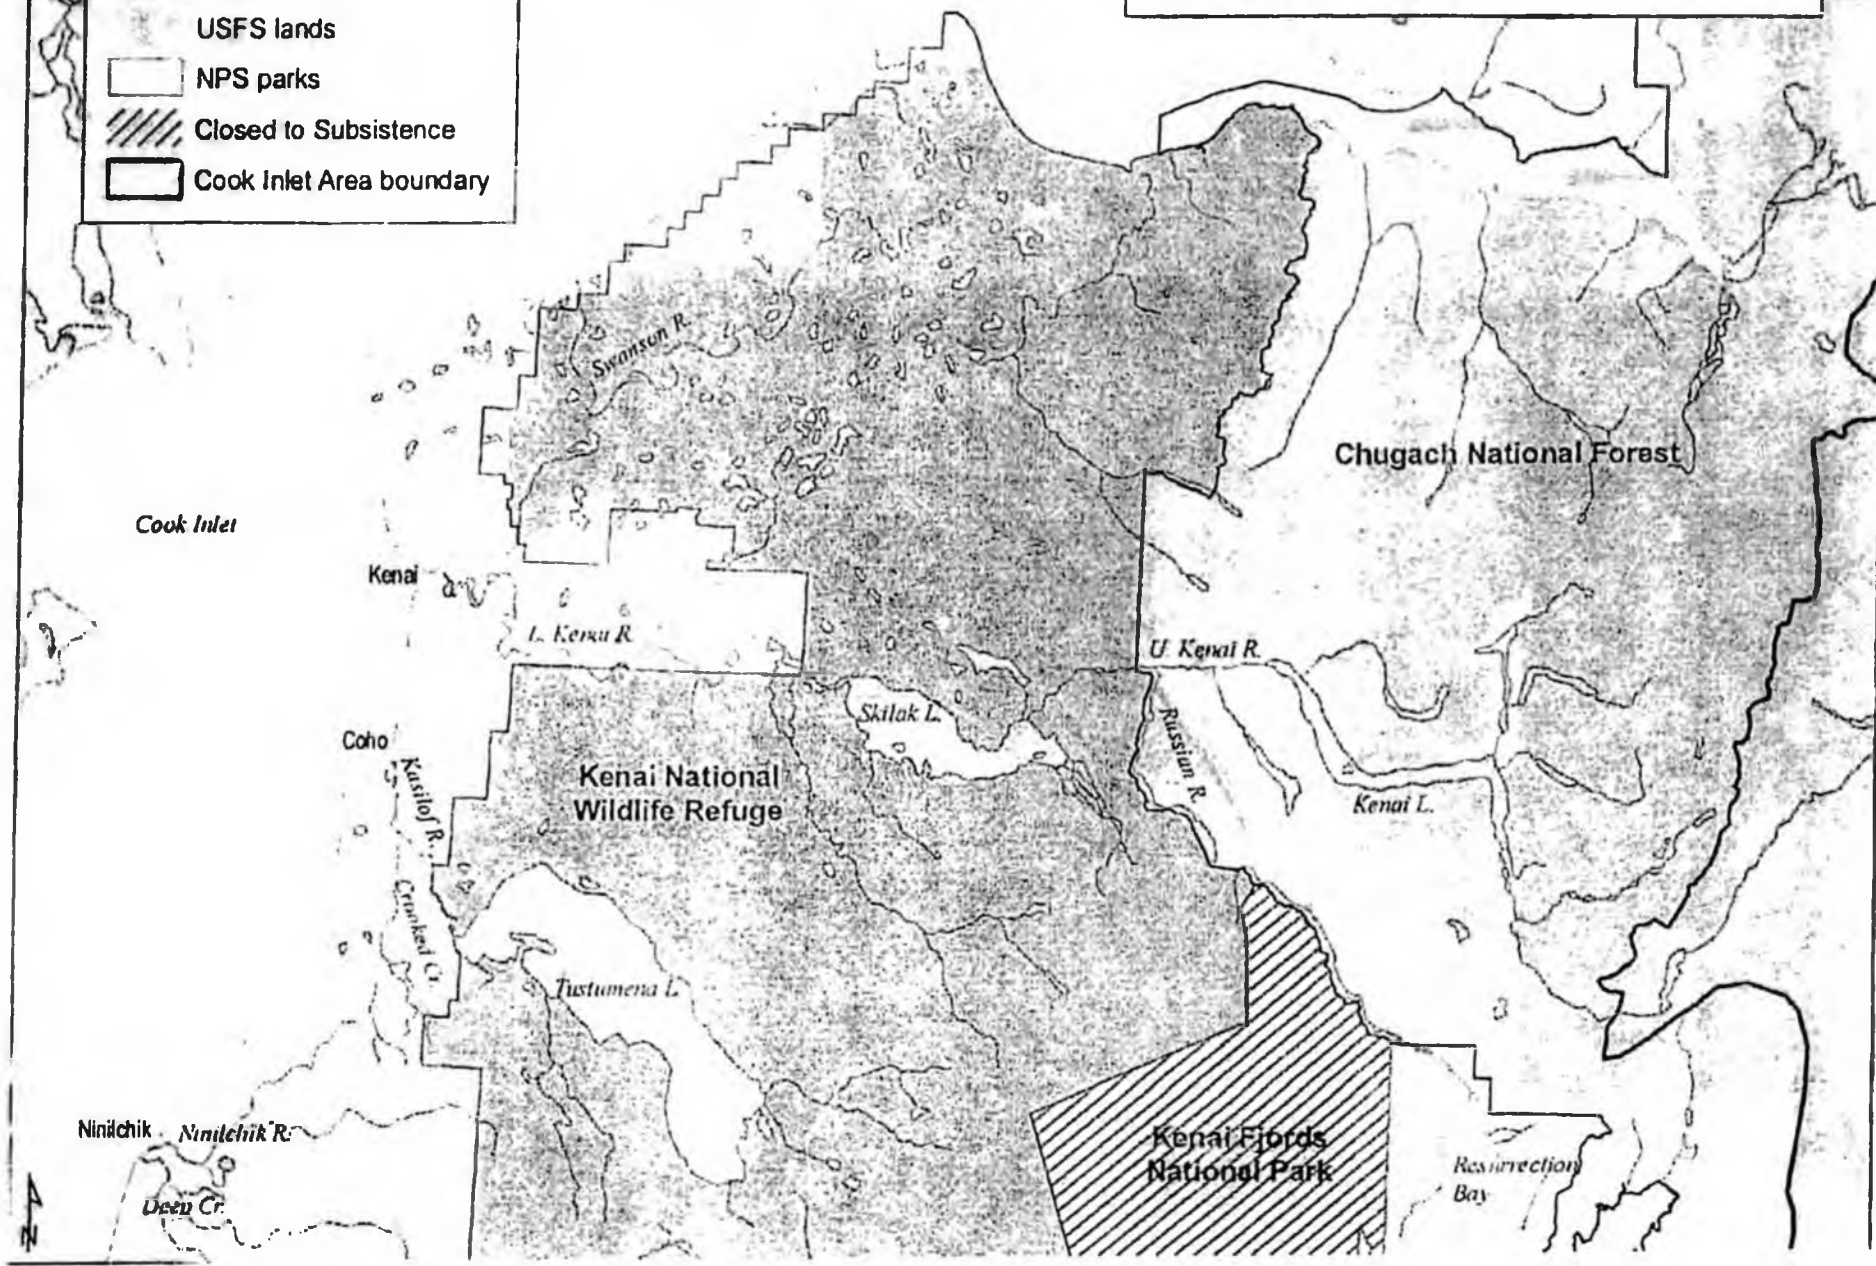 USFS lands
NPS parks
Closed to Subsistence
Cook Inlet Area boundary
Swanson R.
Chugach National Forest
Cook Inlet
Kenai
L. Kenai R.
U. Kenai R.
Skilak L.
Russian R.
Coho
Kasilof R.
Kenai National
Wildlife Refuge
Kenai L.
Crooked Cr.
Tustumena L.
Ninilchik
Ninilchik R.
Kenai Fjords
National Park
Resurrection
Bay
Deep Cr.
N